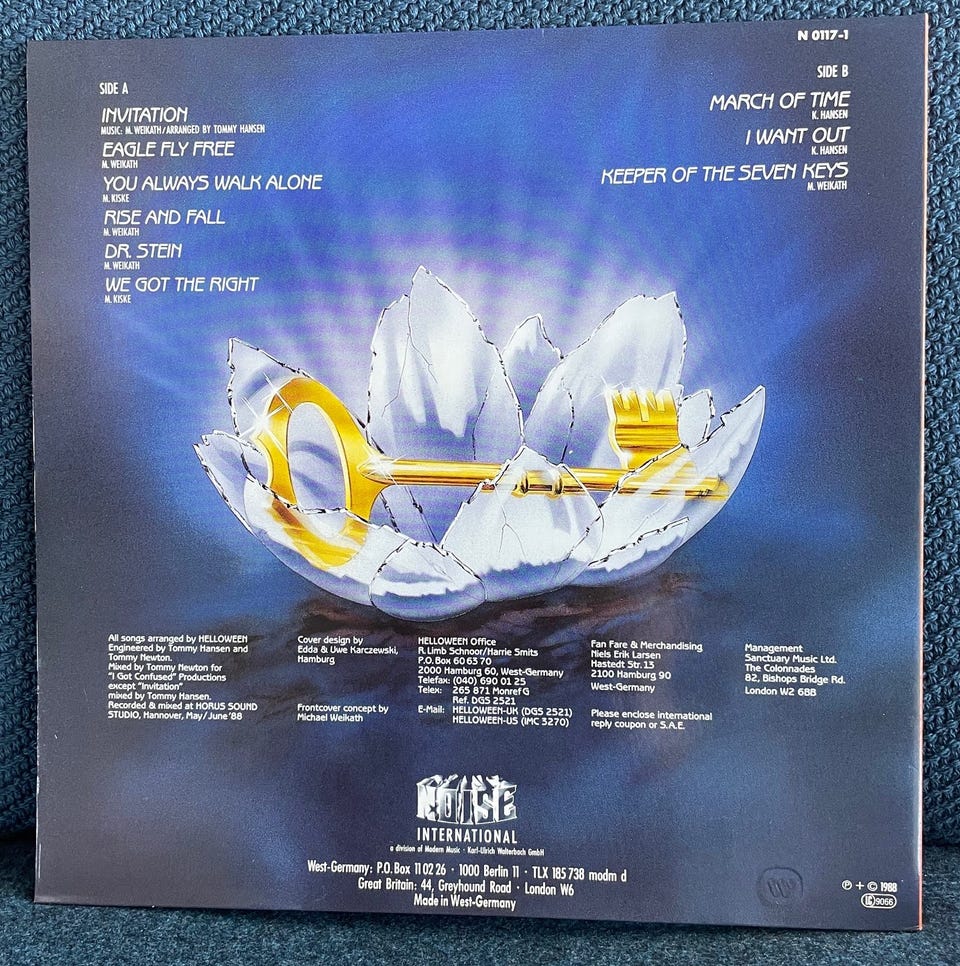 N 0117-1
SIDE A
INVITATION
MUSIC: M. WEIKATH/ARRANGED BY TOMMY HANSEN
EAGLE FLY FREE
M. WEIKATH
YOU ALWAYS WALK ALONE
M. KISKE
RISE AND FALL
M. WEIKATH
DR. STEIN
M. WEIKATH
WE GOT THE RIGHT
M. KISKE
SIDE B
MARCH OF TIME
K. HANSEN
I WANT OUT
K. HANSEN
KEEPER OF THE SEVEN KEYS
M. WEIKATH
All songs arranged by HELLOWEEN
Engineered by Tommy Hansen and
Tommy Newton.
Mixed by Tommy Newton for
"I Got Confused" Productions
except "Invitation"
mixed by Tommy Hansen.
Recorded & mixed at HORUS SOUND
STUDIO, Hannover, May/June '88
Cover design by
Edda & Uwe Karczewski,
Hamburg
Frontcover concept by
Michael Weikath
HELLOWEEN Office
R. Limb Schnoor/Harrie Smits
P.O. Box 60 63 70
2000 Hamburg 60, West-Germany
Telefax: (040) 690 01 25
Telex: 265 871 Monref G
Ref. DGS 2521
E-Mail: HELLOWEEN-UK (DGS 2521)
HELLOWEEN-US (IMC 3270)
Fan Fare & Merchandising
Niels Erik Larsen
Hastedt Str. 13
2100 Hamburg 90
West-Germany
Please enclose international
reply coupon or S.A.E.
Management
Sanctuary Music Ltd.
The Colonnades
82, Bishops Bridge Rd.
London W2 6BB
NOISE
INTERNATIONAL
a division of Modern Music · Karl-Ulrich Walterbach GmbH
West-Germany: P.O. Box 11 02 26 · 1000 Berlin 11 · TLX 185 738 modm d
Great Britain: 44, Greyhound Road · London W6
Made in West-Germany
℗ + © 1988
LC 9066